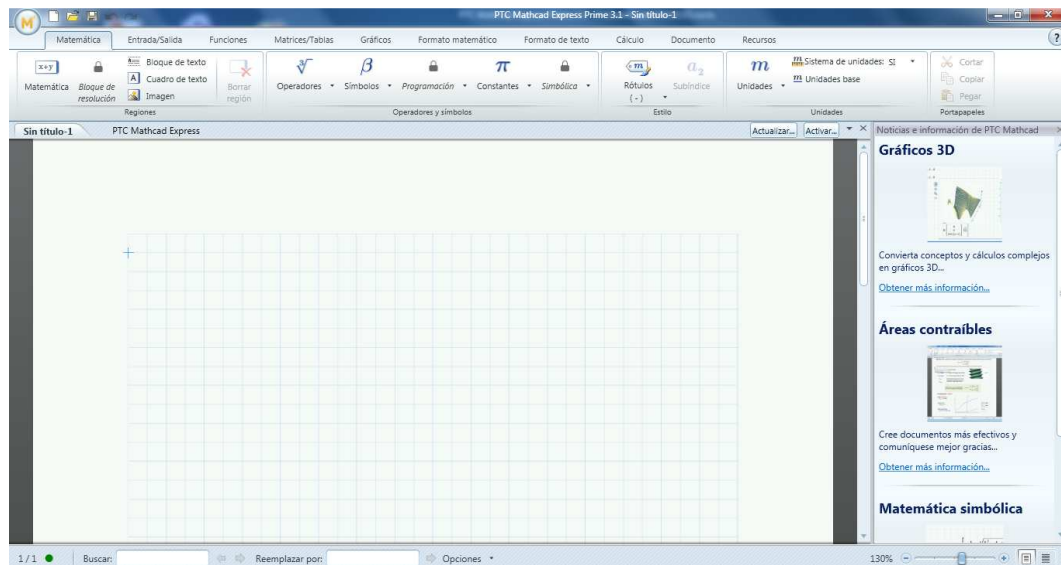 PTC Mathcad Express Prime 3.1 - Sin título-1
Matemática Entrada/Salida Funciones Matrices/Tablas Gráficos Formato matemático Formato de texto Cálculo Documento Recursos
Matemática
Bloque de resolución
Bloque de texto
Cuadro de texto
Imagen
Borrar región
Regiones
Operadores
Símbolos
Programación
Constantes
Simbólica
Operadores y símbolos
Rótulos
( - )
Subíndice
Estilo
Unidades
Sistema de unidades: SI
Unidades base
Unidades
Cortar
Copiar
Pegar
Portapapeles
Sin título-1 PTC Mathcad Express Actualizar... Activar...
Noticias e información de PTC Mathcad
Gráficos 3D
Convierta conceptos y cálculos complejos
en gráficos 3D...
Obtener más información...
Áreas contraíbles
Cree documentos más efectivos y
comuníquese mejor gracias...
Obtener más información...
Matemática simbólica
1 / 1 Buscar: Reemplazar por: Opciones 130%